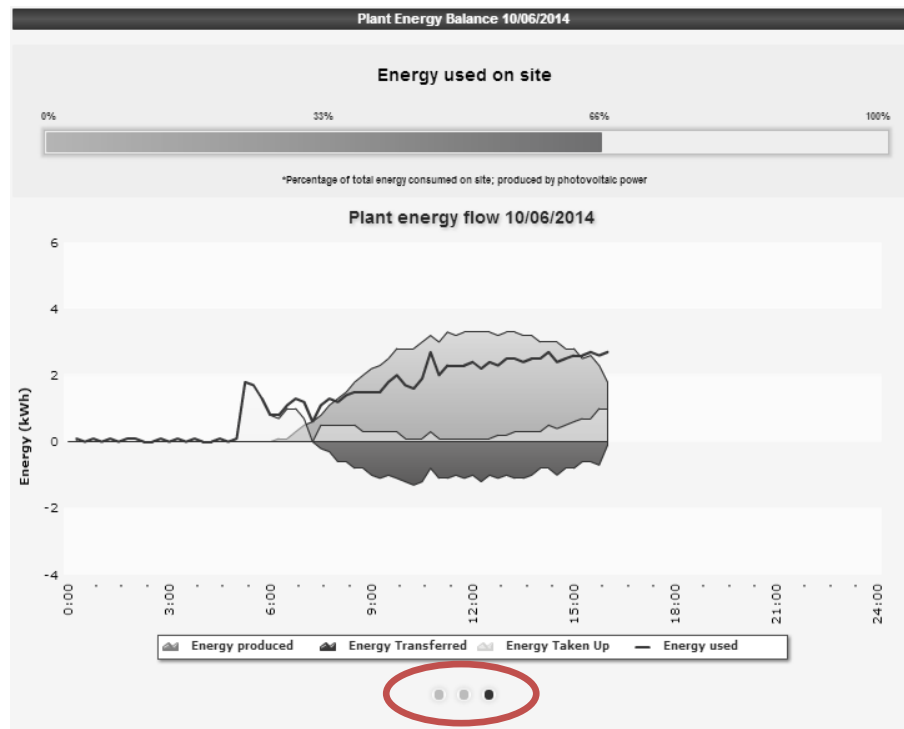 Plant Energy Balance 10/06/2014
Energy used on site
0% 33% 66% 100%
*Percentage of total energy consumed on site; produced by photovoltaic power
Plant energy flow 10/06/2014
Energy (kWh)
6
4
2
0
-2
-4
0:00 3:00 6:00 9:00 12:00 15:00 18:00 21:00 24:00
Energy produced Energy Transferred Energy Taken Up Energy used